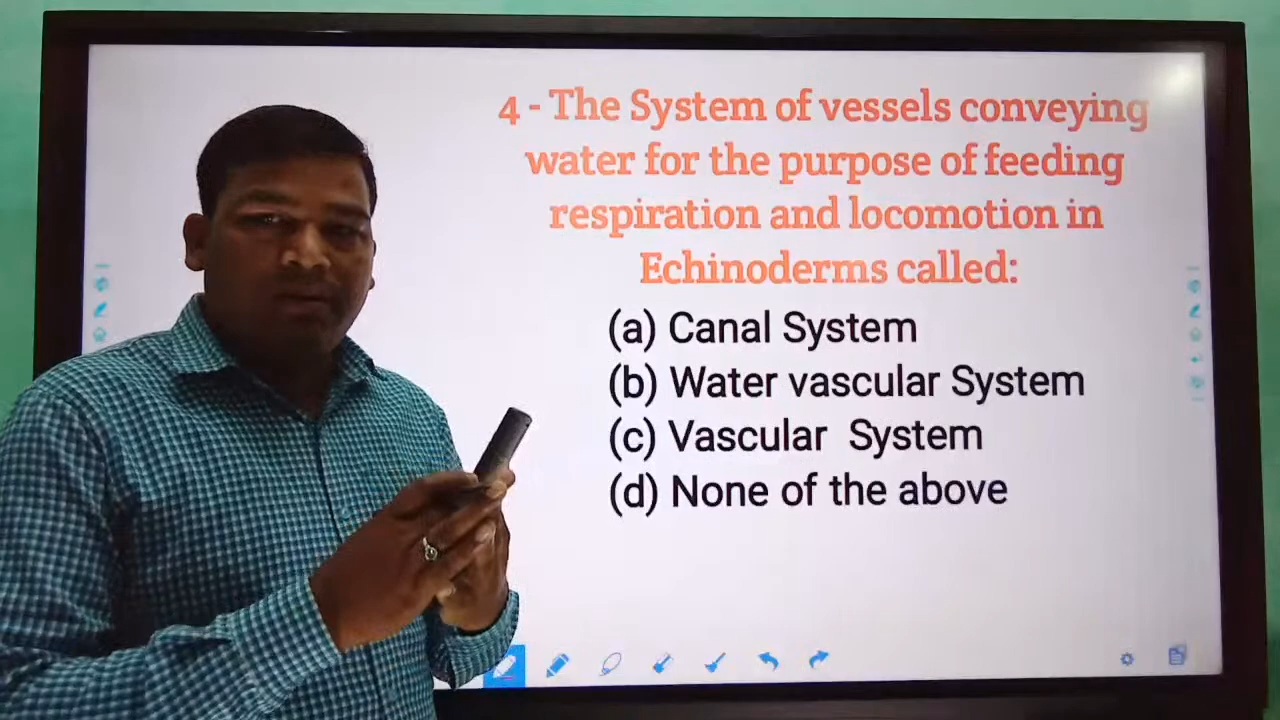 4 - The System of vessels conveying
water for the purpose of feeding
respiration and locomotion in
Echinoderms called:
(a) Canal System
(b) Water vascular System
(c) Vascular System
(d) None of the above